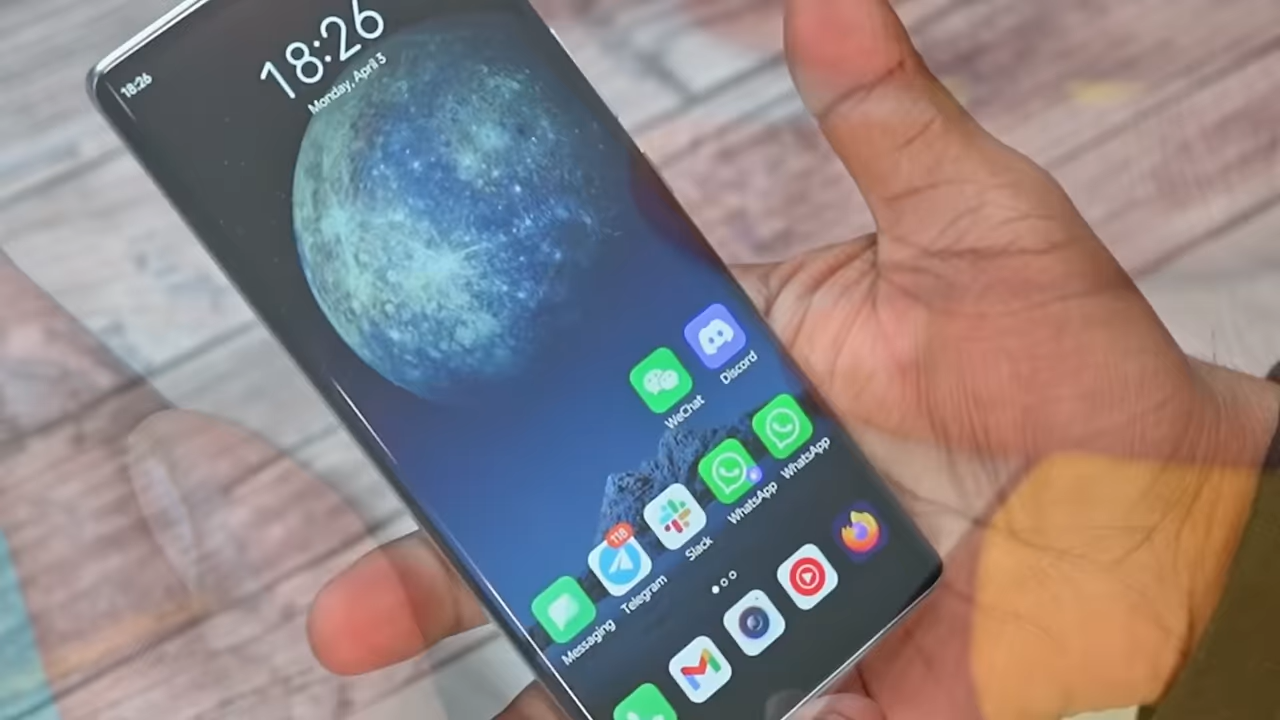 18:26
18:26
Monday, April 3
Discord
WeChat
WhatsApp
WhatsApp
Slack
118
Telegram
Messaging